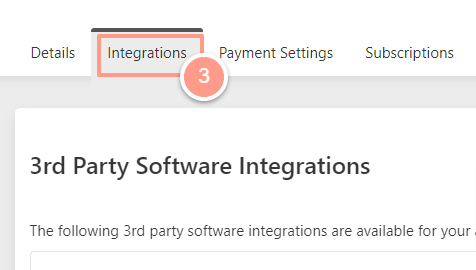 Details Integrations Payment Settings Subscriptions
3
3rd Party Software Integrations
The following 3rd party software integrations are available for your